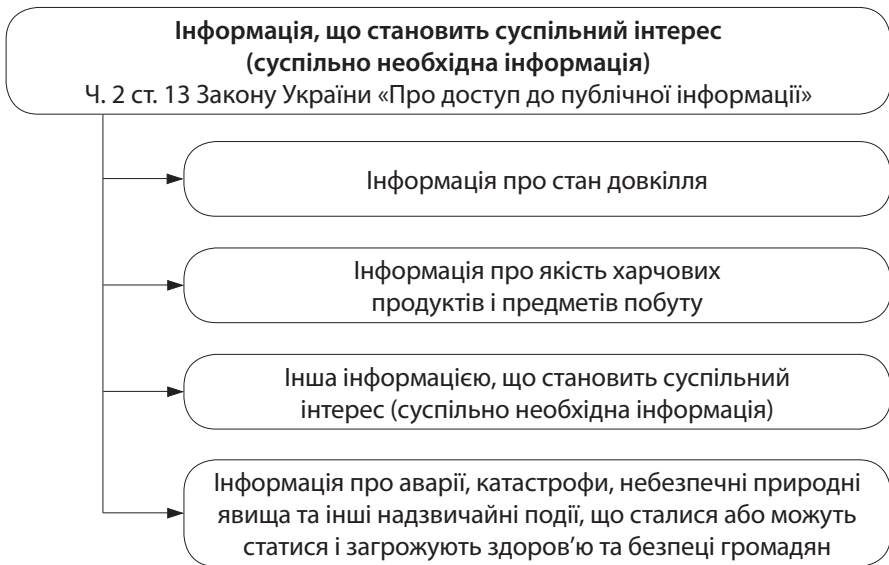 Інформація, що становить суспільний інтерес
(суспільно необхідна інформація)
Ч. 2 ст. 13 Закону України «Про доступ до публічної інформації»
Інформація про стан довкілля
Інформація про якість харчових
продуктів і предметів побуту
Інша інформацією, що становить суспільний
інтерес (суспільно необхідна інформація)
Інформація про аварії, катастрофи, небезпечні природні
явища та інші надзвичайні події, що сталися або можуть
статися і загрожують здоров’ю та безпеці громадян